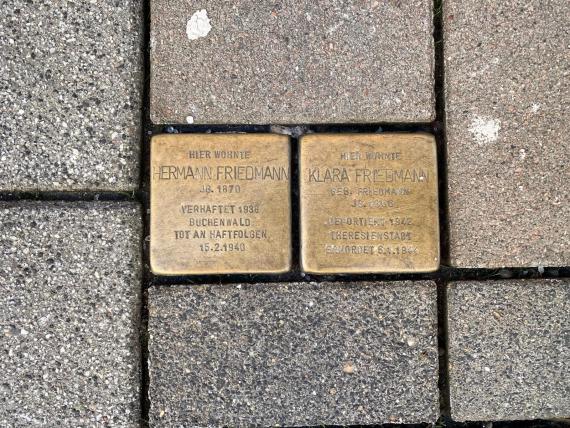 HIER WOHNTE
HERMANN FRIEDMANN
JG. 1870
VERHAFTET 1938
BUCHENWALD
TOT AN HAFTFOLGEN
15.2.1940
HIER WOHNTE
KLARA FRIEDMANN
GEB. FRIEDMANN
JG.
DEPORTIERT 1942
THERESIENSTADT
ERMORDET